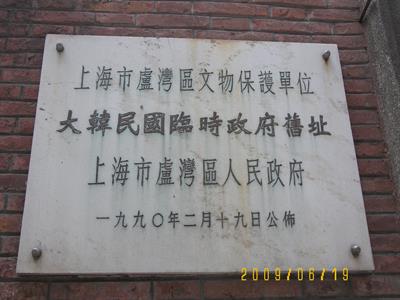 上海市盧灣區文物保護單位
大韓民國臨時政府舊址
上海市盧灣區人民政府
一九九〇年二月十九日公佈
2009/06/19